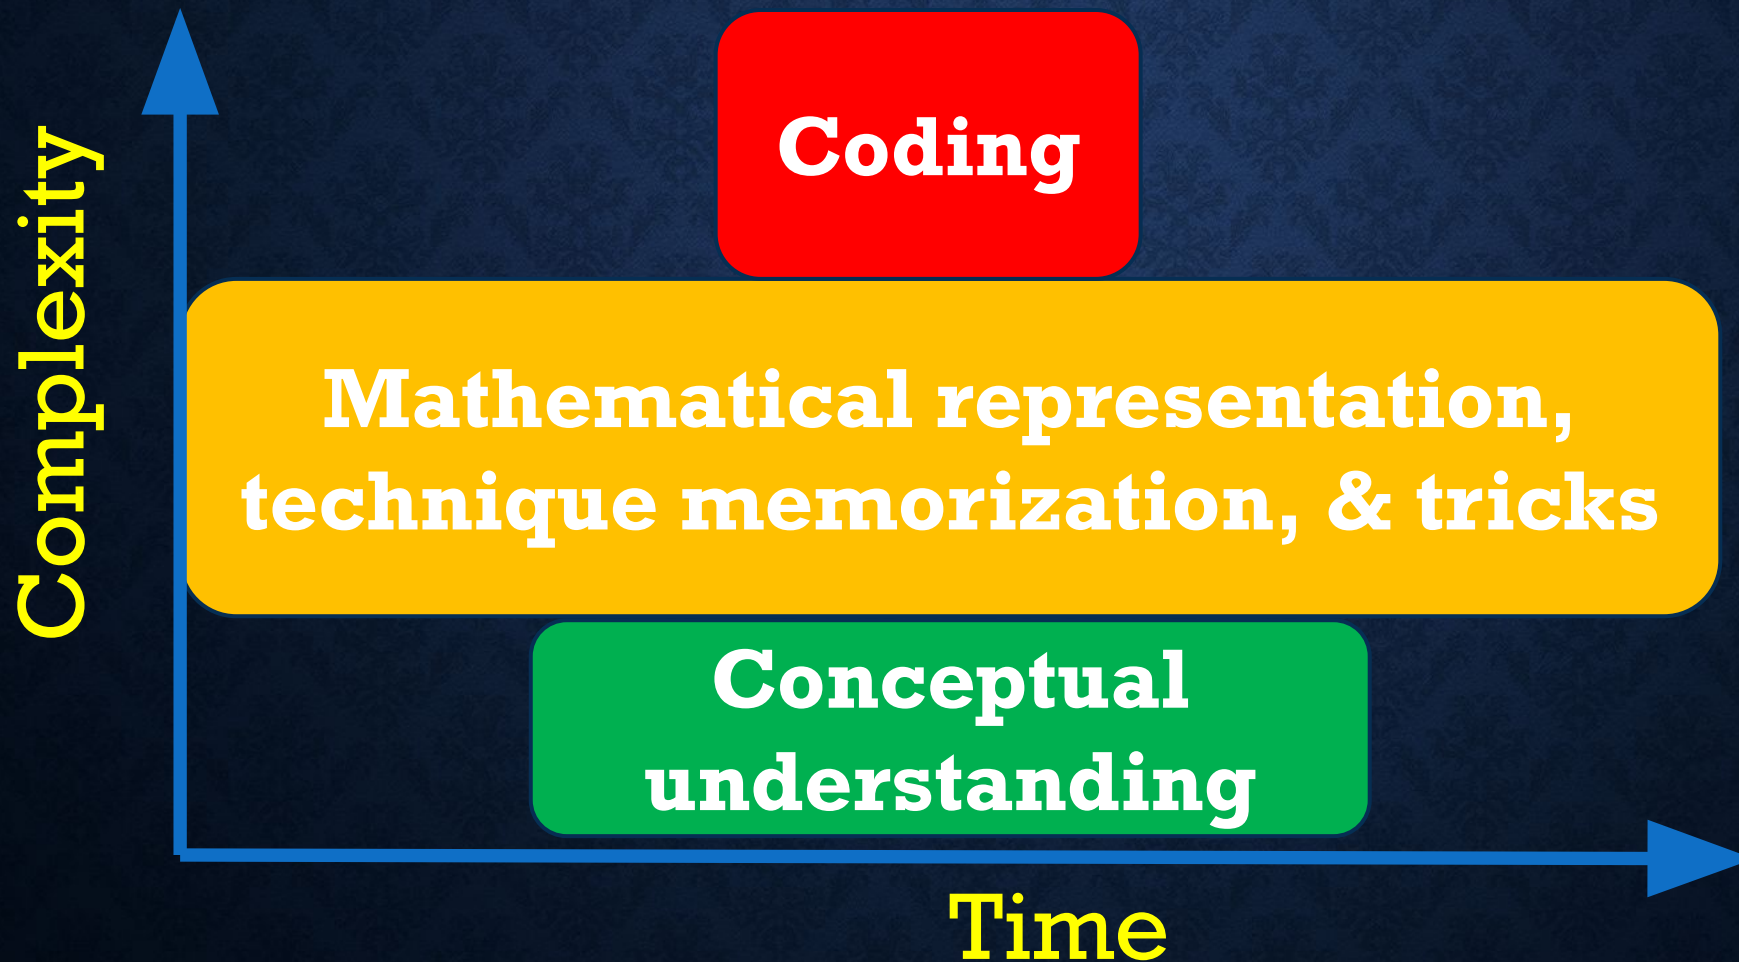 Coding
Complexity
Mathematical representation,
technique memorization, & tricks
Conceptual
understanding
Time